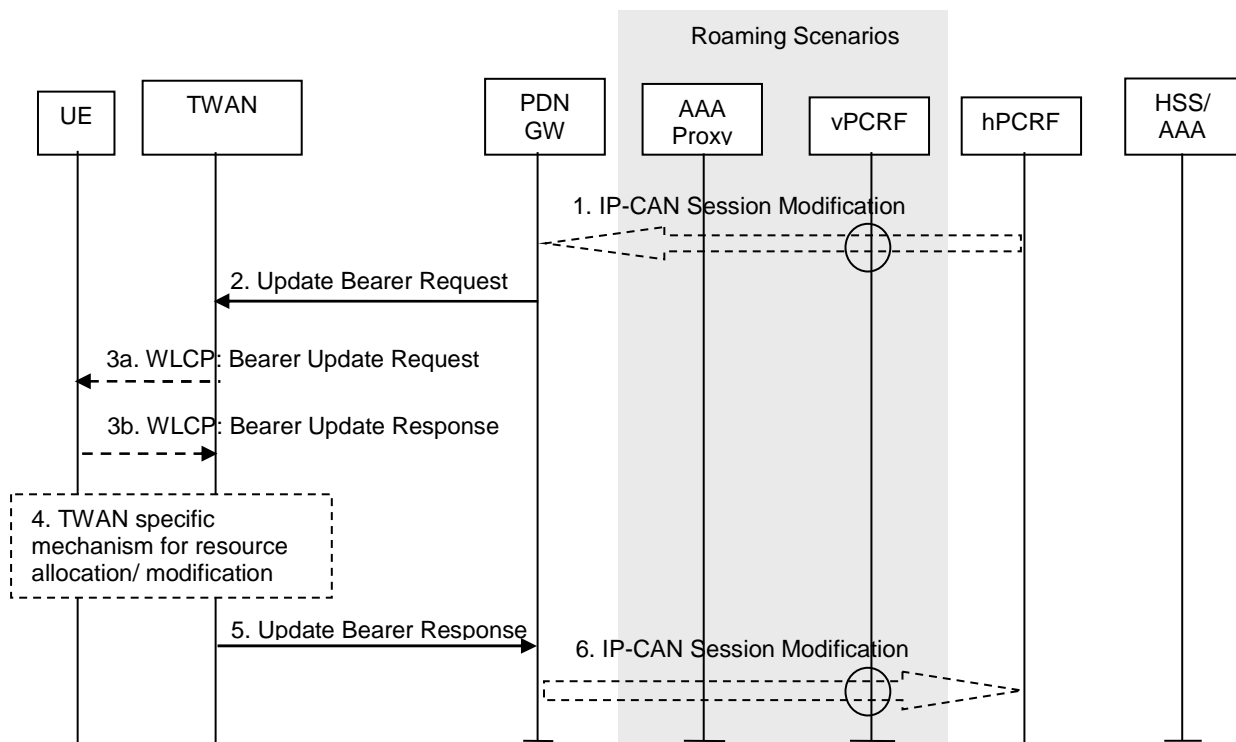 Roaming Scenarios
UE
TWAN
PDN
GW
AAA
Proxy
vPCRF
hPCRF
HSS/
AAA
1. IP-CAN Session Modification
2. Update Bearer Request
3a. WLCP: Bearer Update Request
3b. WLCP: Bearer Update Response
4. TWAN specific
mechanism for resource
allocation/ modification
5. Update Bearer Response
6. IP-CAN Session Modification